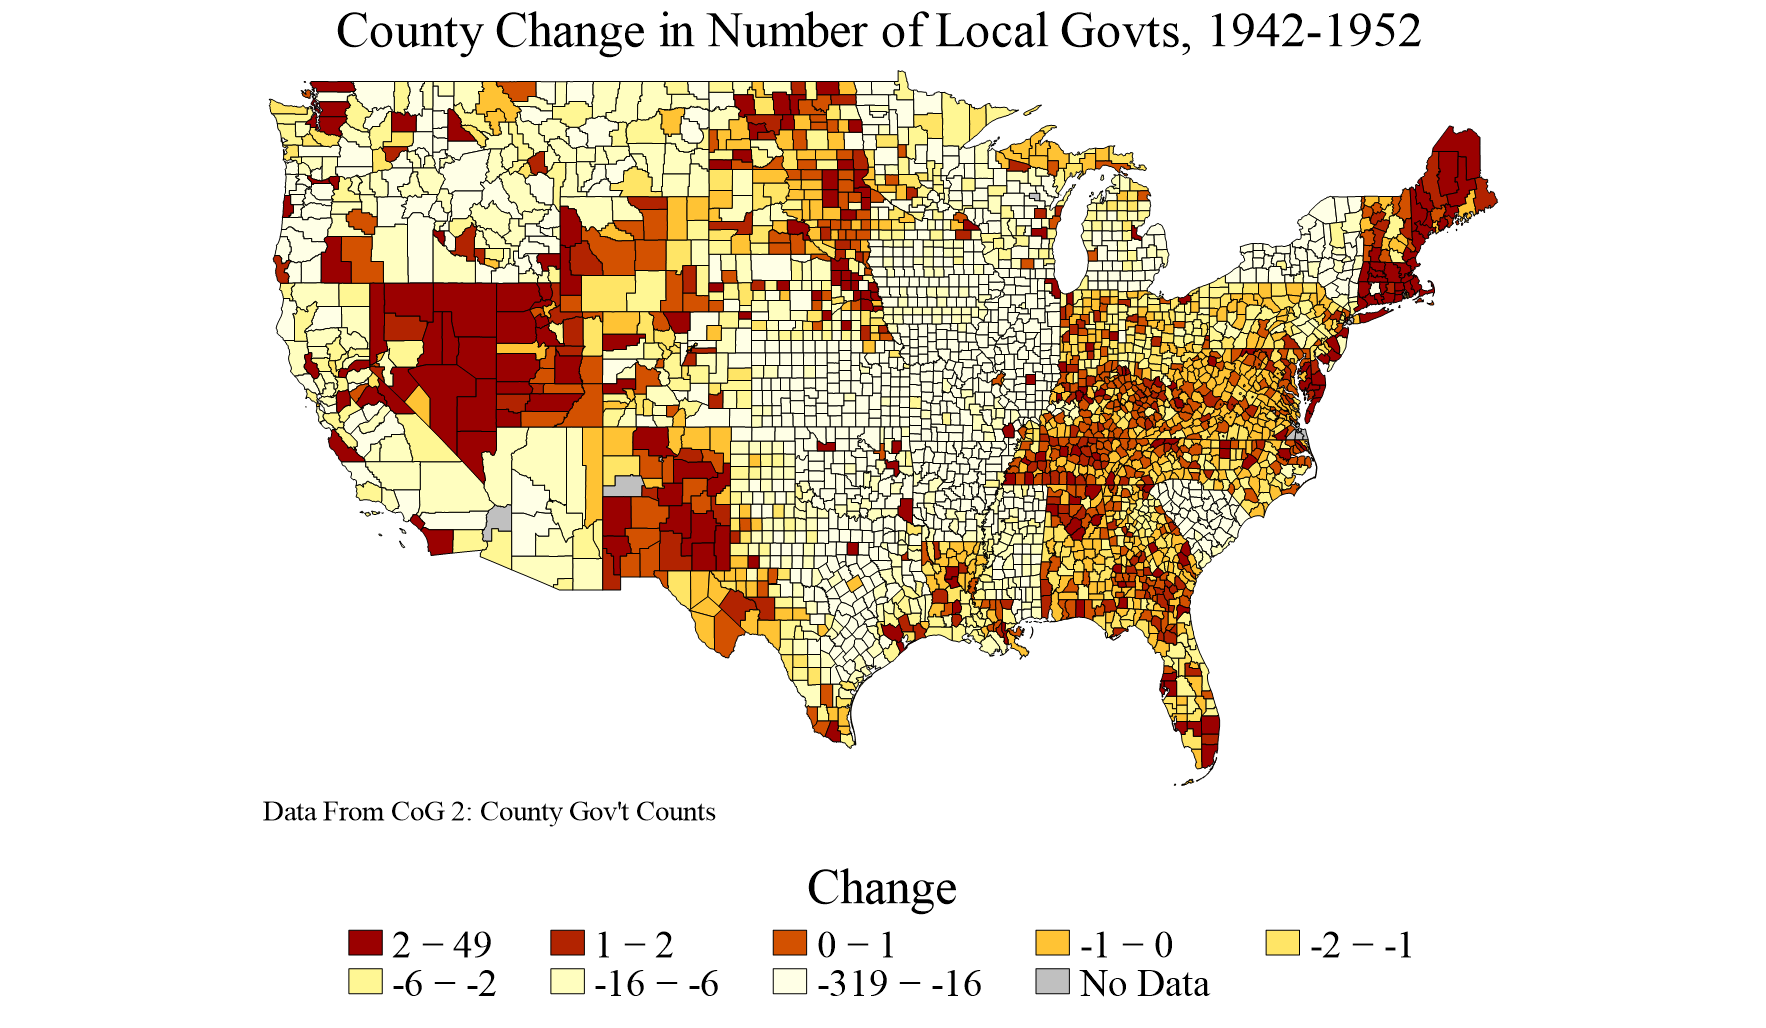 County Change in Number of Local Govts, 1942-1952
Data From CoG 2: County Gov't Counts
Change
2 − 49 1 − 2 0 − 1 -1 − 0 -2 − -1
-6 − -2 -16 − -6 -319 − -16 No Data